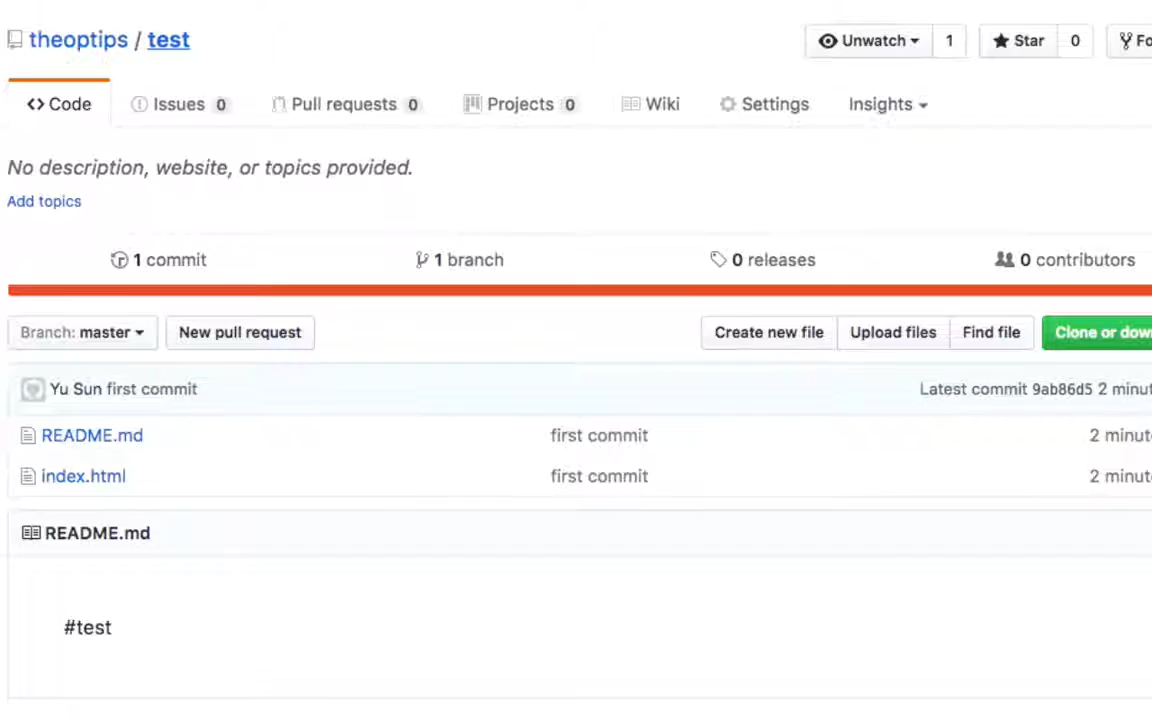 theoptips / test
Unwatch 1 Star 0
Code Issues 0 Pull requests 0 Projects 0 Wiki Settings Insights
No description, website, or topics provided.
Add topics
1 commit 1 branch 0 releases 0 contributors
Branch: master New pull request Create new file Upload files Find file Clone or
Yu Sun first commit Latest commit 9ab86d5 2
README.md first commit 2
index.html first commit 2
README.md
#test